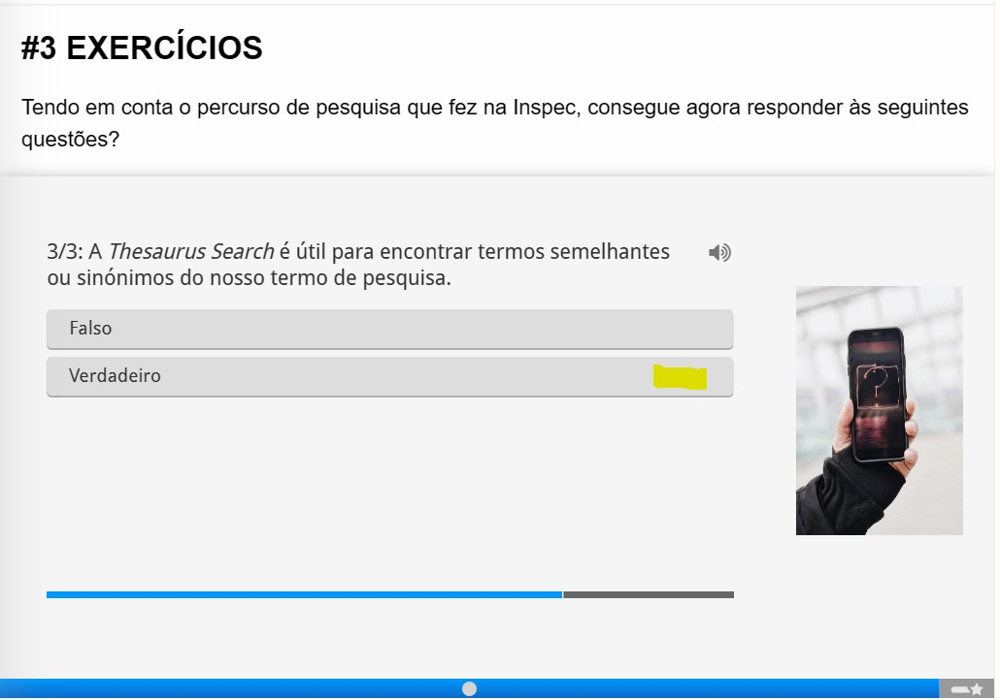 #3 EXERCÍCIOS
Tendo em conta o percurso de pesquisa que fez na Inspec, consegue agora responder às seguintes
questões?
3/3: A Thesaurus Search é útil para encontrar termos semelhantes
ou sinónimos do nosso termo de pesquisa.
Falso
Verdadeiro